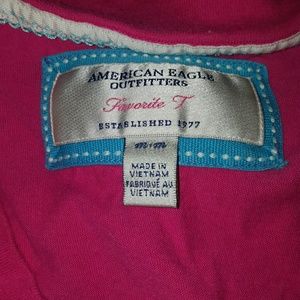 AMERICAN EAGLE
OUTFITTERS
Favorite T
ESTABLISHED 1977
m·m
MADE IN
VIETNAM
FABRIQUÉ AU
VIETNAM